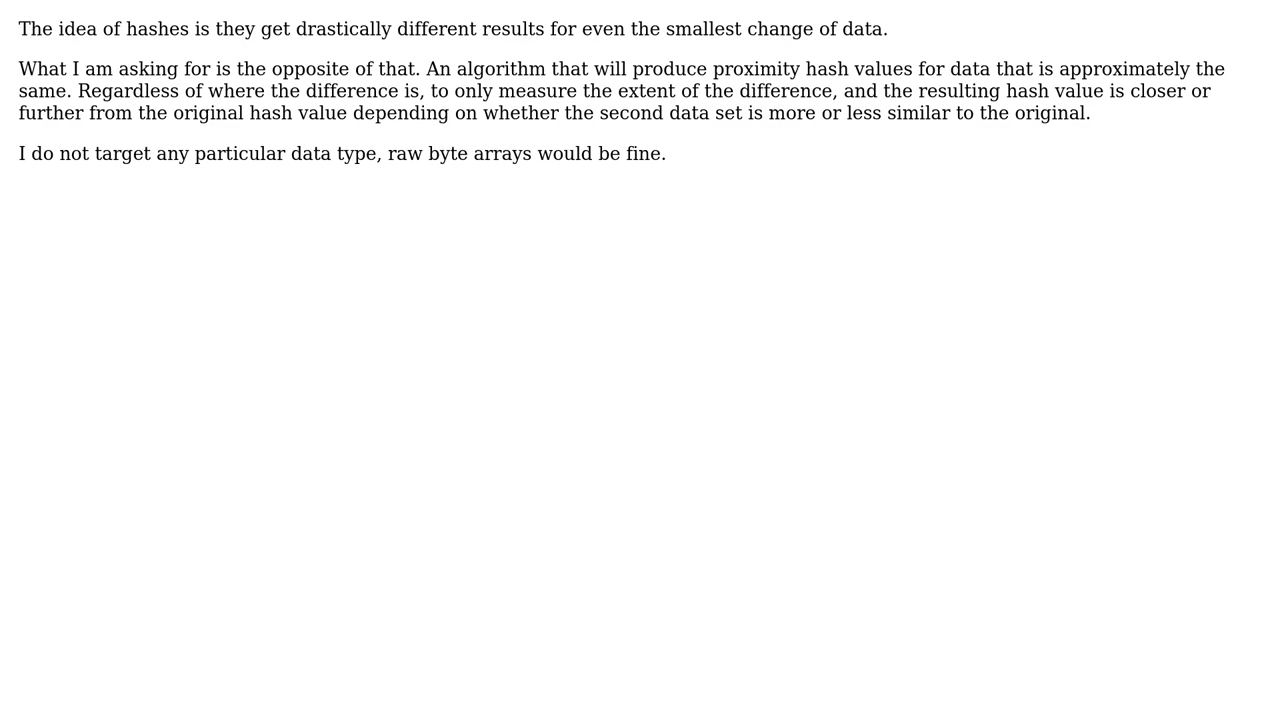 The idea of hashes is they get drastically different results for even the smallest change of data.
What I am asking for is the opposite of that. An algorithm that will produce proximity hash values for data that is approximately the
same. Regardless of where the difference is, to only measure the extent of the difference, and the resulting hash value is closer or
further from the original hash value depending on whether the second data set is more or less similar to the original.
I do not target any particular data type, raw byte arrays would be fine.